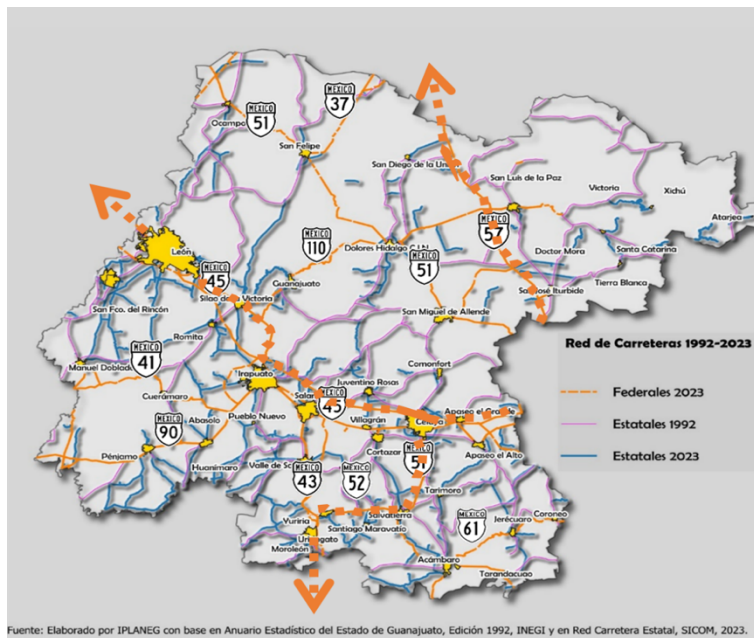 MEXICO
37
MEXICO
51
Ocampo
San Felipe
San Diego de la Unión
San Luis de la Paz
Victoria
Xichú
MEXICO
57
Atarjea
León
MEXICO
110
Dolores Hidalgo C.I.N.
Doctor Mora
Santa Catarina
MEXICO
45
MEXICO
51
Guanajuato
Tierra Blanca
Silao de la Victoria
San José Iturbide
San Fco. del Rincón
San Miguel de Allende
Romita
Red de Carreteras 1992-2023
MEXICO
41
Manuel Doblado
Comonfort
Irapuato
Juventino Rosas
Federales 2023
Cuerámaro
MEXICO
45
Apaseo el Grande
Abasolo
Pueblo Nuevo
Villagrán
Celaya
Estatales 1992
MEXICO
90
Cortazar
Apaseo el Alto
Pénjamo
Huanímaro
Valle de
MEXICO
43
MEXICO
52
MEXICO
51
Estatales 2023
Tarimoro
Yuriria
Salvatierra
Santiago Maravatío
MEXICO
61
Jerécuaro
Coroneo
Uriangato
Moroleón
Acámbaro
Tarandacuao
Fuente: Elaborado por IPLANEG con base en Anuario Estadístico del Estado de Guanajuato, Edición 1992, INEGI y en Red Carretera Estatal, SICOM, 2023.